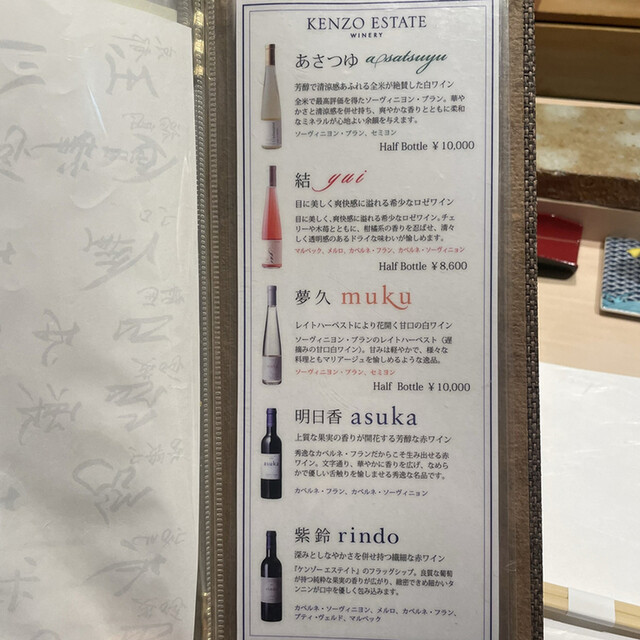 KENZO ESTATE
WINERY
あさつゆ asatsuyu
芳醇で清涼感あふれる全米が絶賛した白ワイン
全米で最高評価を得たソーヴィニヨン・ブラン。華や
かさと清涼感を併せ持ち、爽やかな香りとともに柔和
なミネラルが心地よい余韻を与えます。
ソーヴィニヨン・ブラン、セミヨン
Half Bottle ¥10,000
結 yui
目に美しく爽快感に溢れる希少なロゼワイン
目に美しく、爽快感に溢れる希少なロゼワイン。チェ
リーや木苺とともに、柑橘系の香りを忍ばせ、清々
しく透明感のあるドライな味わいが愉しめます。
マルベック、メルロ、カベルネ・フラン、カベルネ・ソーヴィニヨン
Half Bottle ¥8,600
夢久 muku
レイトハーベストにより花開く甘口の白ワイン
ソーヴィニヨン・ブランのレイトハーベスト（遅
摘みの甘口白ワイン）。甘みは軽やかで、様々な
料理ともマリアージュを愉しめるような逸品。
ソーヴィニヨン・ブラン、セミヨン
Half Bottle ¥10,000
明日香 asuka
上質な果実の香りが開花する芳醇な赤ワイン
秀逸なカベルネ・フランだからこそ生み出せる赤
ワイン。文字通り、華やかに香りを広げ、なめら
かで優しい舌触りを愉しませる秀逸な名品です。
カベルネ・フラン、カベルネ・ソーヴィニョン
asuka
紫鈴 rindo
深みとしなやかさを併せ持つ繊細な赤ワイン
『ケンゾー エステイト』のフラッグシップ。良質な葡萄
が持つ純粋な果実の香りが広がり、緻密できめ細かいタ
ンニンが口中を優しく包み込みます。
カベルネ・ソーヴィニヨン、メルロ、カベルネ・フラン、
プティ・ヴェルド、マルベック